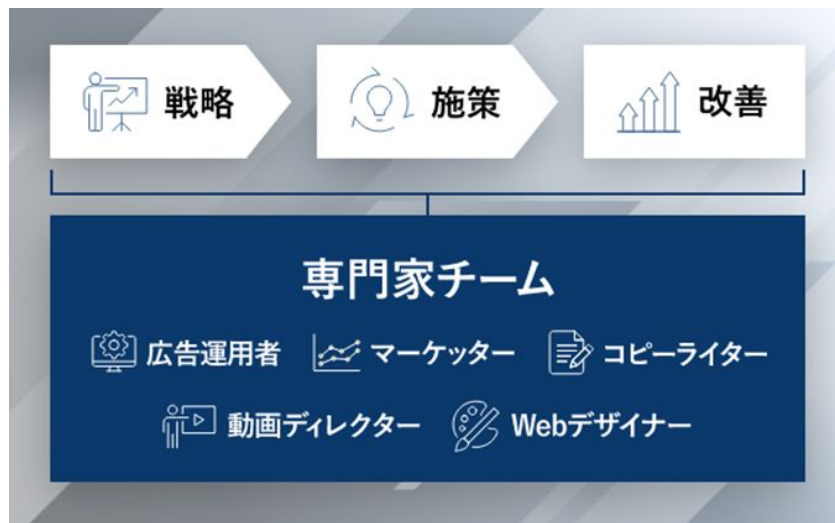 戦略
施策
改善
専門家チーム
広告運用者 マーケッター コピーライター
動画ディレクター Webデザイナー